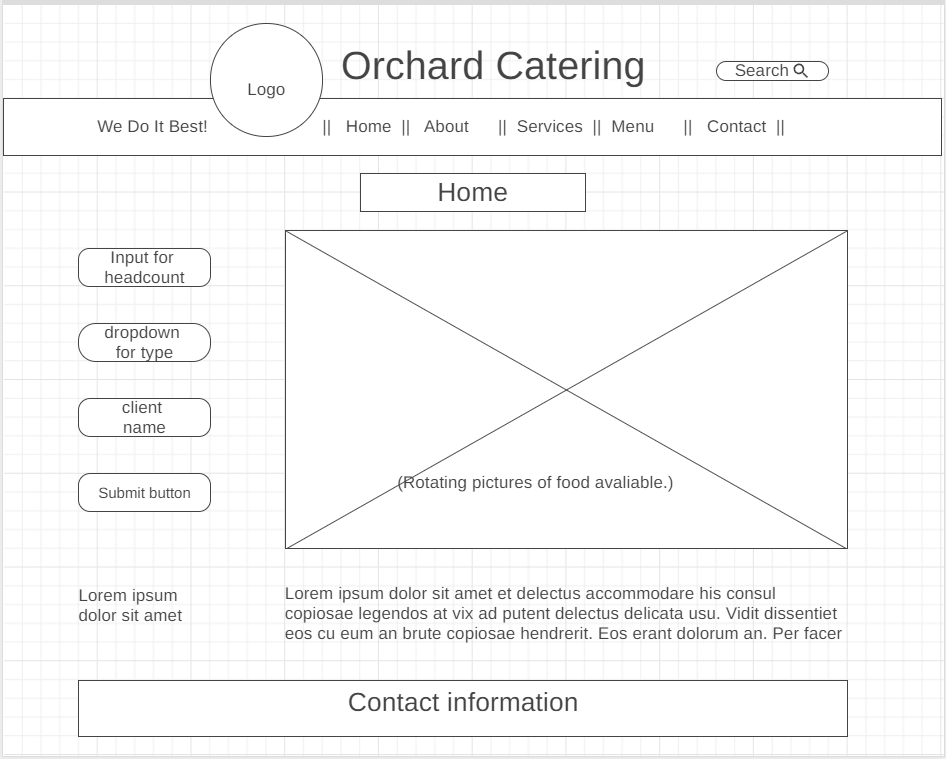 Orchard Catering
Search
Logo
We Do It Best! || Home || About || Services || Menu || Contact ||
Home
Input for
headcount
dropdown
for type
client
name
Submit button
(Rotating pictures of food avaliable.)
Lorem ipsum
dolor sit amet
Lorem ipsum dolor sit amet et delectus accommodare his consul
copiosae legendos at vix ad putent delectus delicata usu. Vidit dissentiet
eos cu eum an brute copiosae hendrerit. Eos erant dolorum an. Per facer
Contact information